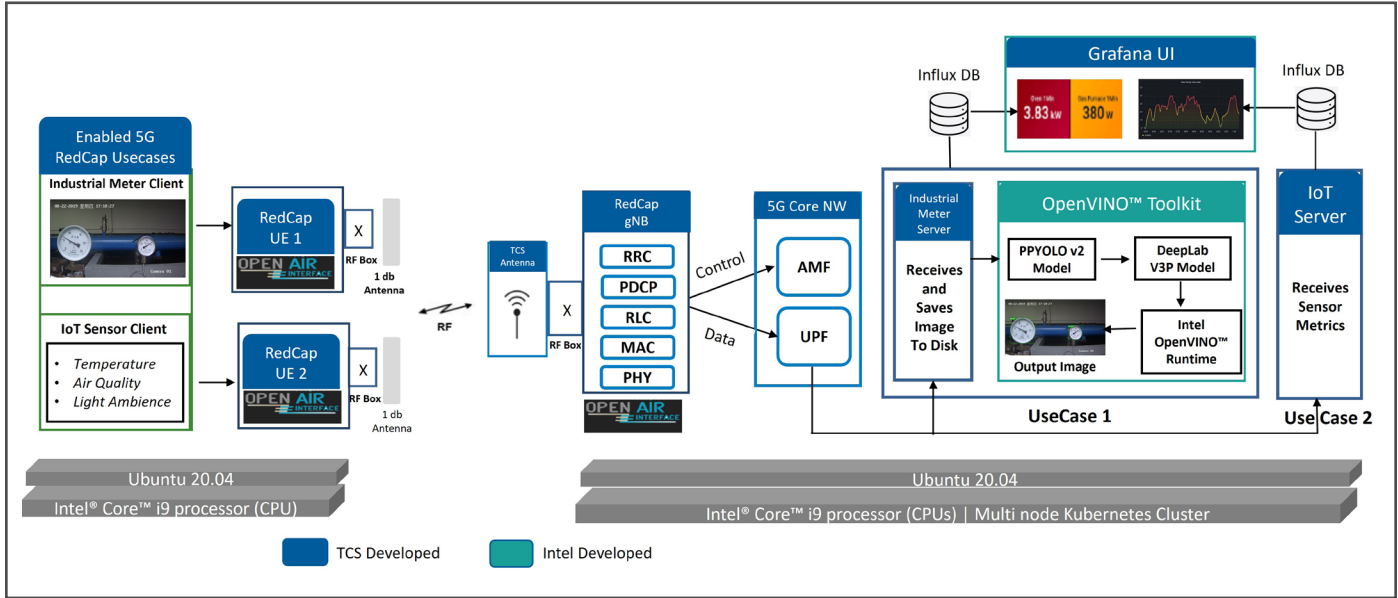 Enabled 5G
RedCap Usecases
Industrial Meter Client
Camera 01
IoT Sensor Client
• Temperature
• Air Quality
• Light Ambience
RedCap
UE 1
OPEN AIR
INTERFACE
X
RF Box
1 db
Antenna
RedCap
UE 2
OPEN AIR
INTERFACE
X
RF Box
1 db
Antenna
RF
TCS
Antenna
X
RF Box
RedCap
gNB
RRC
PDCP
RLC
MAC
PHY
OPEN AIR
INTERFACE
Control
Data
5G Core NW
AMF
UPF
Influx DB
Grafana UI
3.83 kW
380 W
Influx DB
Industrial
Meter
Server
Receives
and
Saves
Image
To Disk
OpenVINO™ Toolkit
PPYOLO v2
Model
DeepLab
V3P Model
Intel
OpenVINO™
Runtime
Output Image
UseCase 1
IoT
Server
Receives
Sensor
Metrics
Use Case 2
Ubuntu 20.04
Intel® Core™ i9 processor (CPU)
Ubuntu 20.04
Intel® Core™ i9 processor (CPUs) | Multi node Kubernetes Cluster
TCS Developed
Intel Developed